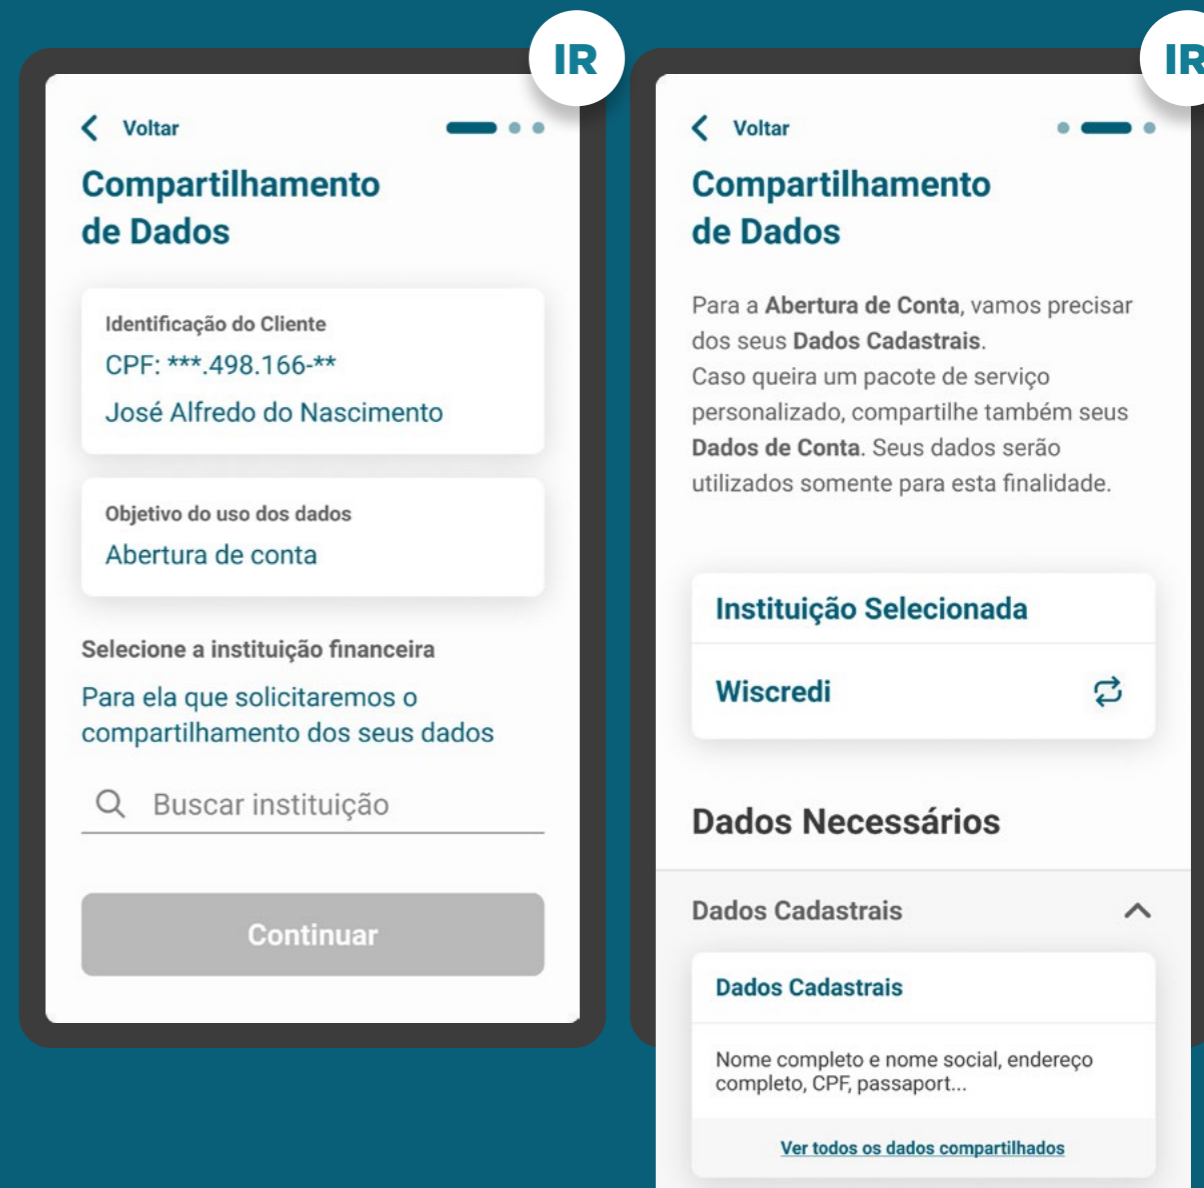 IR
Voltar
Compartilhamento
de Dados
Identificação do Cliente
CPF: ***.498.166-**
José Alfredo do Nascimento
Objetivo do uso dos dados
Abertura de conta
Selecione a instituição financeira
Para ela que solicitaremos o
compartilhamento dos seus dados
Buscar instituição
Continuar
IR
Voltar
Compartilhamento
de Dados
Para a Abertura de Conta, vamos precisar
dos seus Dados Cadastrais.
Caso queira um pacote de serviço
personalizado, compartilhe também seus
Dados de Conta. Seus dados serão
utilizados somente para esta finalidade.
Instituição Selecionada
Wiscredi
Dados Necessários
Dados Cadastrais
Dados Cadastrais
Nome completo e nome social, endereço
completo, CPF, passaport...
Ver todos os dados compartilhados